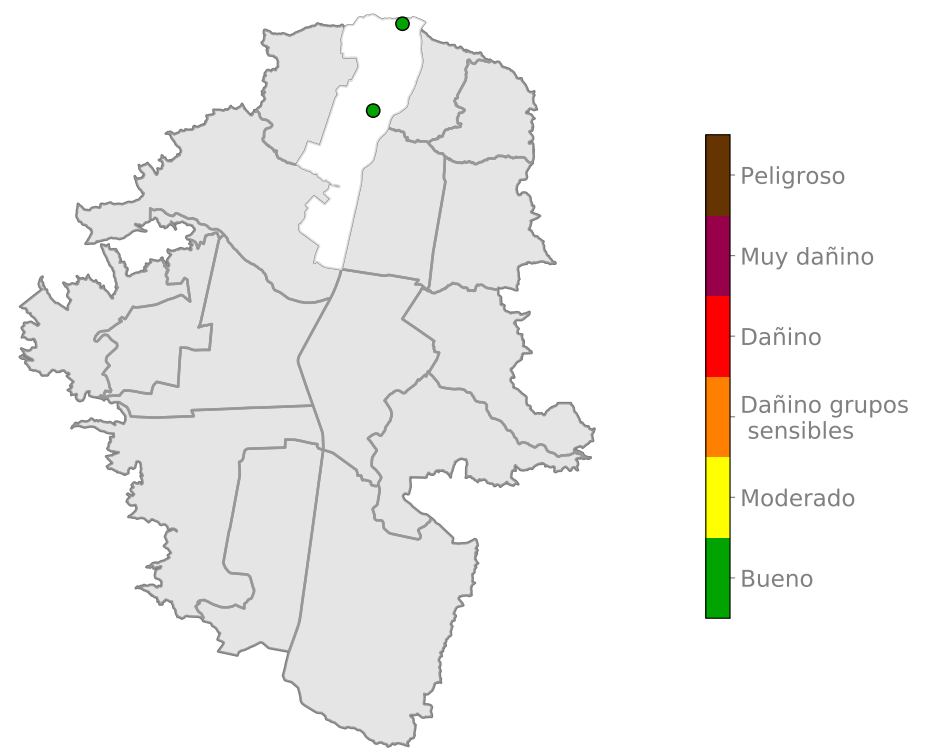 Peligroso
Muy dañino
Dañino
Dañino grupos
sensibles
Moderado
Bueno